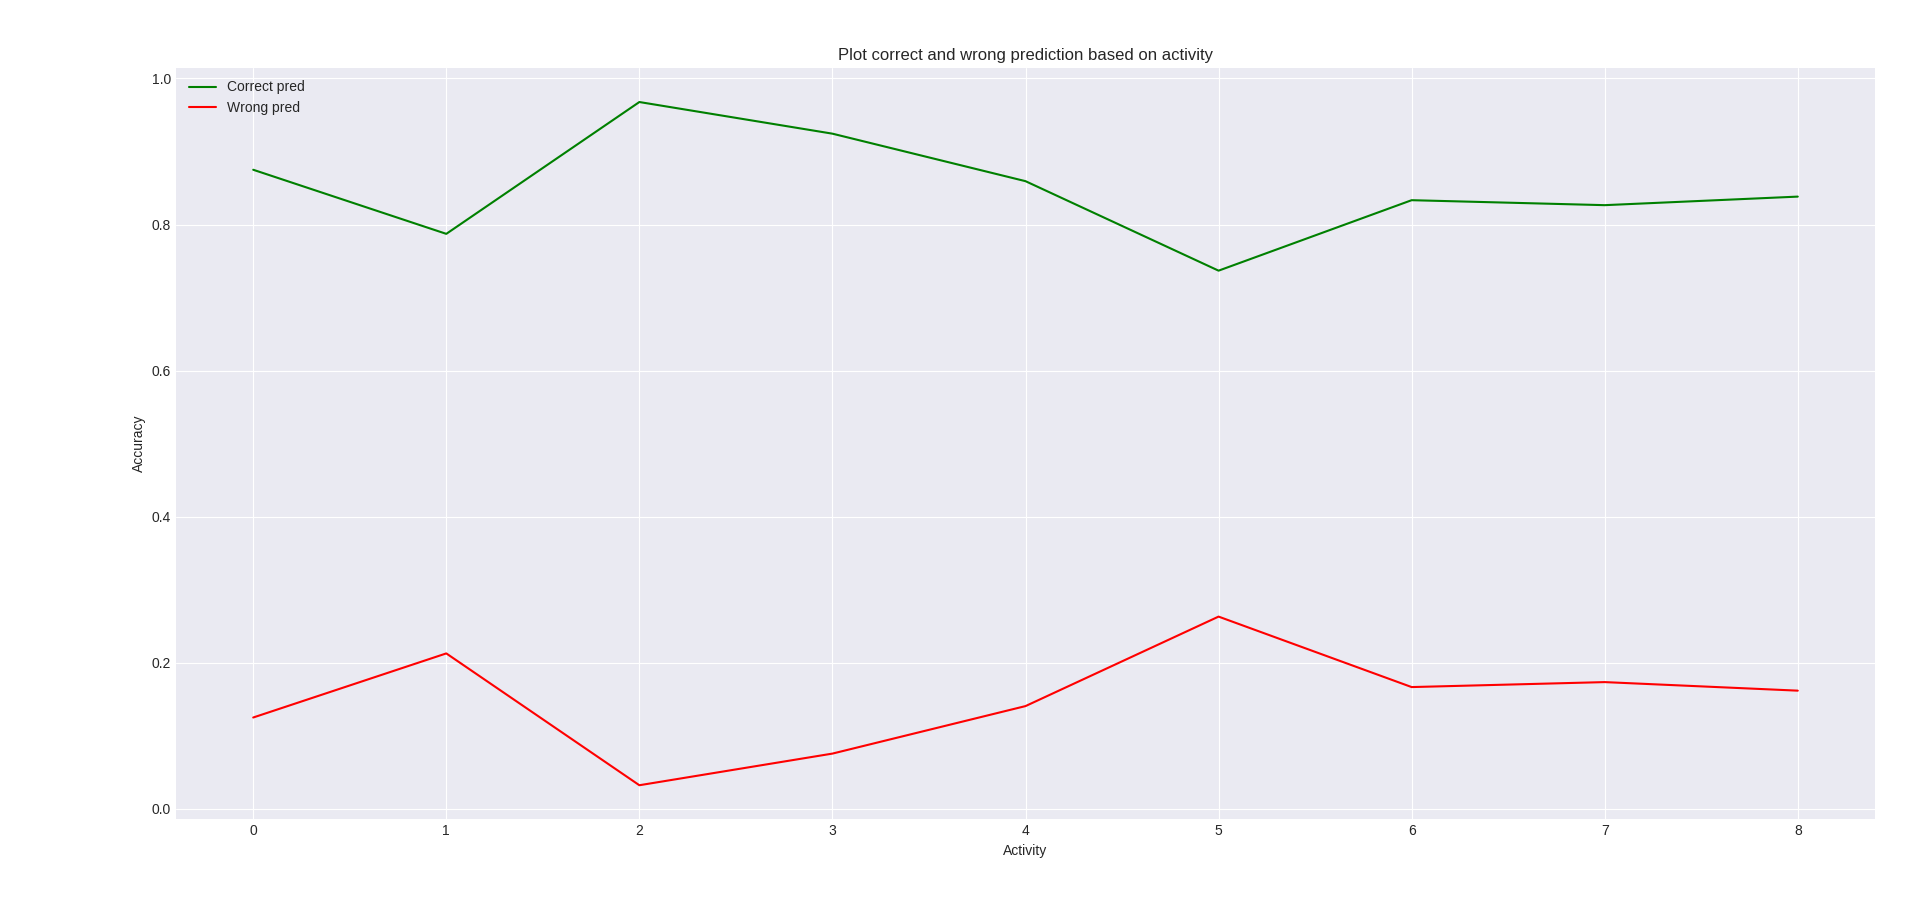 Plot correct and wrong prediction based on activity
Correct pred
Wrong pred
1.0
0.8
0.6
0.4
0.2
0.0
Accuracy
0 1 2 3 4 5 6 7 8
Activity